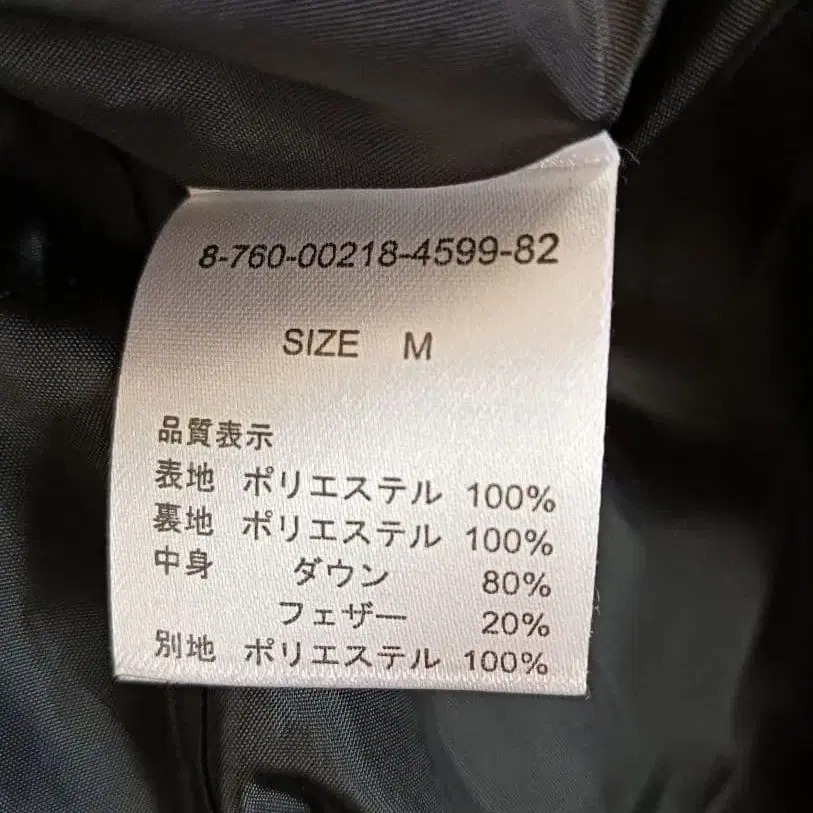 8-760-00218-4599-82
SIZE M
品質表示
表地 ポリエステル 100%
裏地 ポリエステル 100%
中身 ダウン 80%
フェザー 20%
別地 ポリエステル 100%